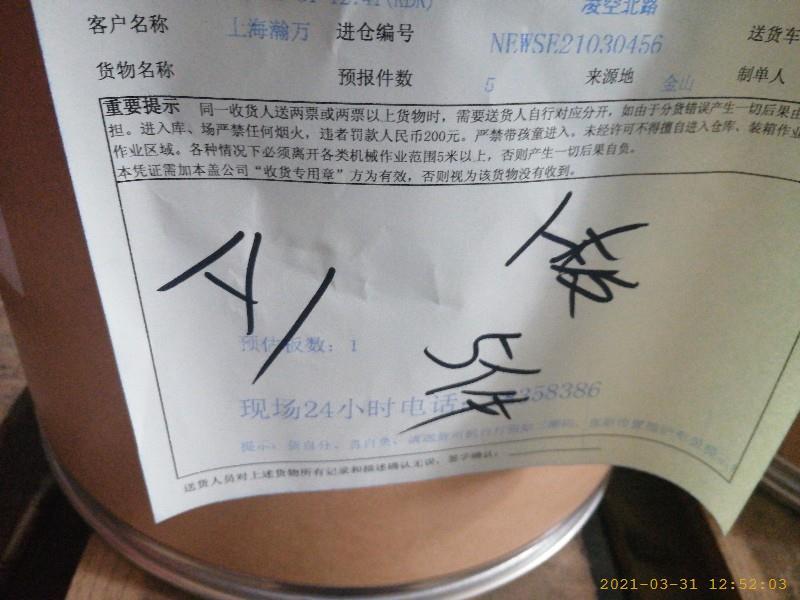 凌空北路
客户名称 上海瀚万 进仓编号 NEWSE21030456 送货车
货物名称 预报件数 5 来源地 金山 制单人
重要提示 同一收货人送两票或两票以上货物时,需要送货人自行对应分开,如由于分货错误产生一切后果由
担。进入库、场严禁任何烟火,违者罚款人民币200元。严禁带孩童进入。未经许可不得擅自进入仓库、装箱作业
作业区域。各种情况下必须离开各类机械作业范围5米以上,否则产生一切后果自负。
本凭证需加本盖公司“收货专用章”方为有效,否则视为该货物没有收到。
A1
1板
5件
预估板数:1
现场24小时电话 358386
送货人员对上述货物所有记录和描述确认无误,签字确认:
2021-03-31 12:52:03